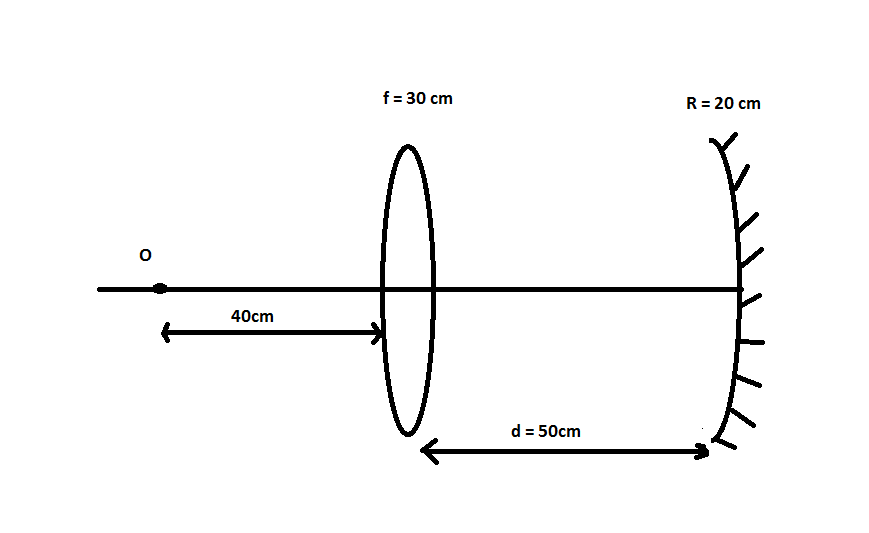 f = 30 cm
R = 20 cm
O
40cm
d = 50cm